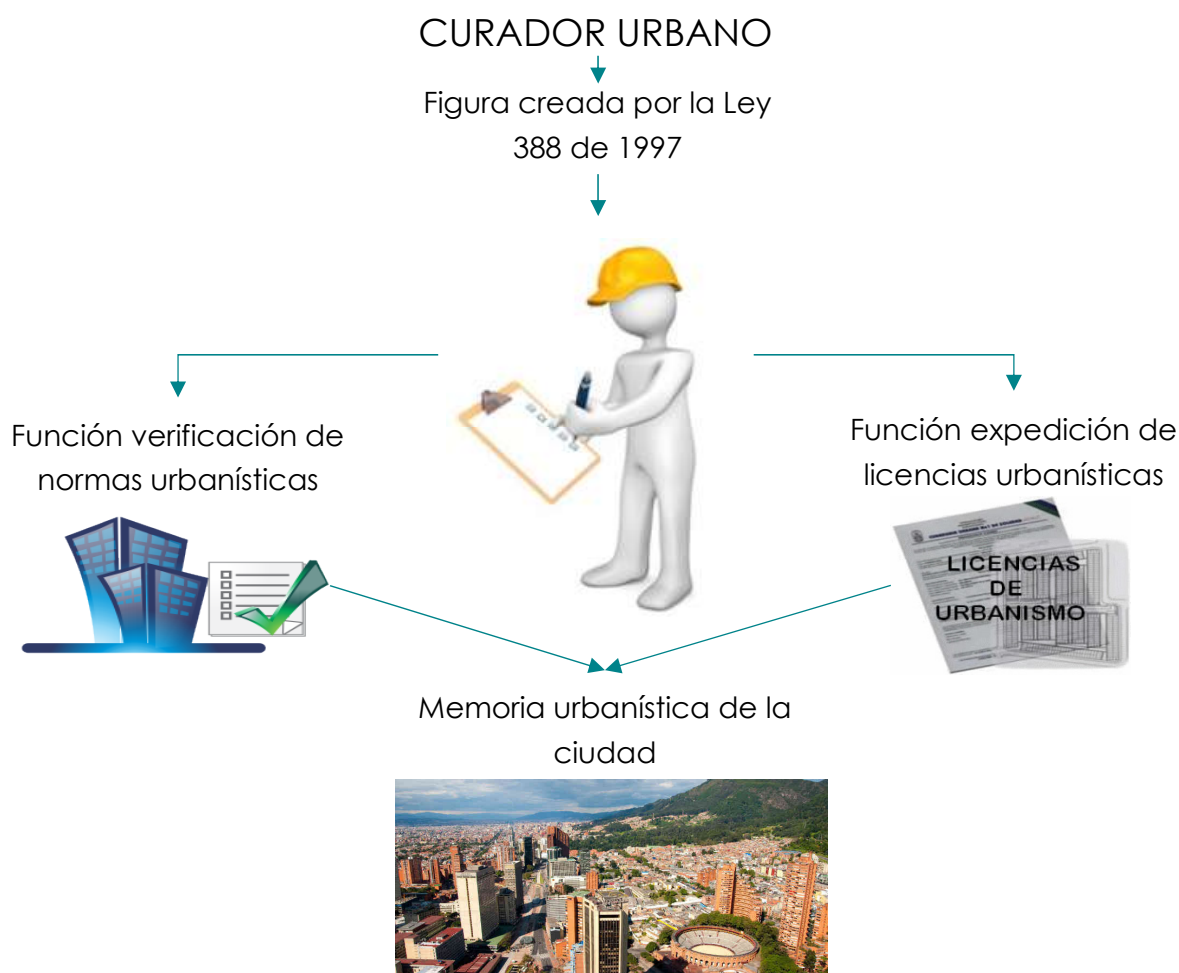 CURADOR URBANO
Figura creada por la Ley
388 de 1997
Función verificación de
normas urbanísticas
Función expedición de
licencias urbanísticas
LICENCIAS
DE
URBANISMO
Memoria urbanística de la
ciudad